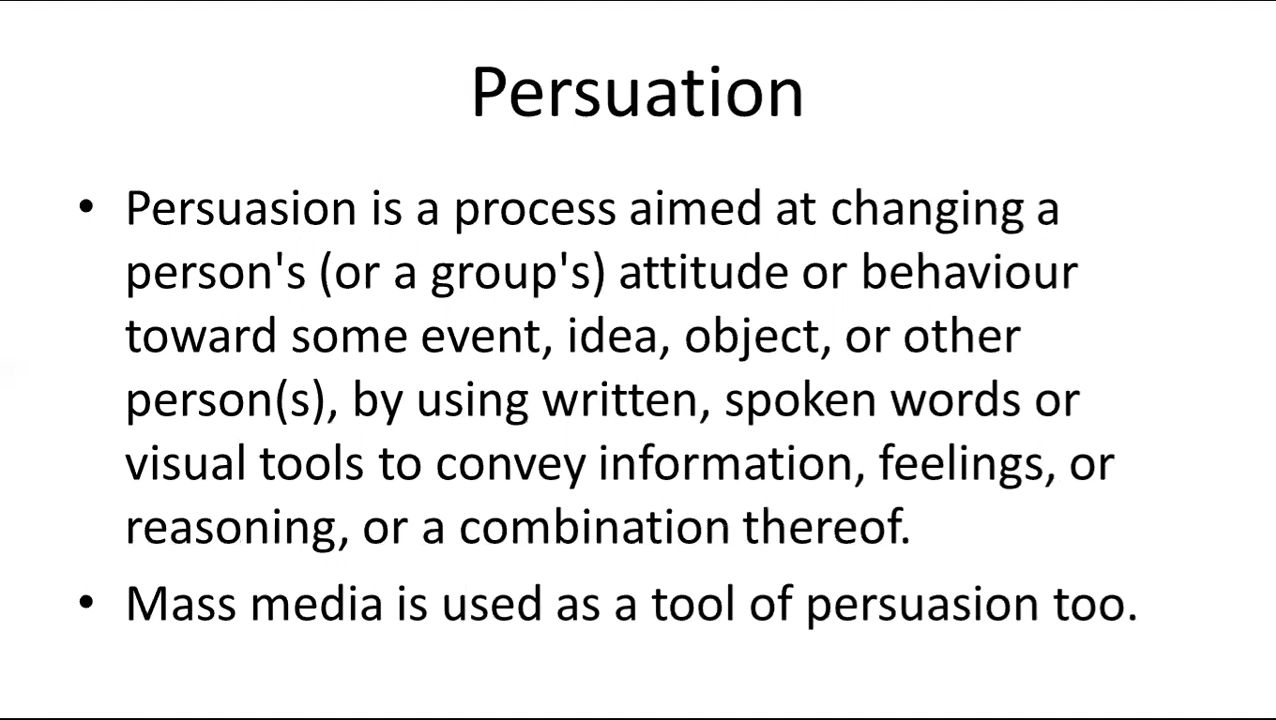 Persuation
• Persuasion is a process aimed at changing a
person's (or a group's) attitude or behaviour
toward some event, idea, object, or other
person(s), by using written, spoken words or
visual tools to convey information, feelings, or
reasoning, or a combination thereof.
• Mass media is used as a tool of persuasion too.